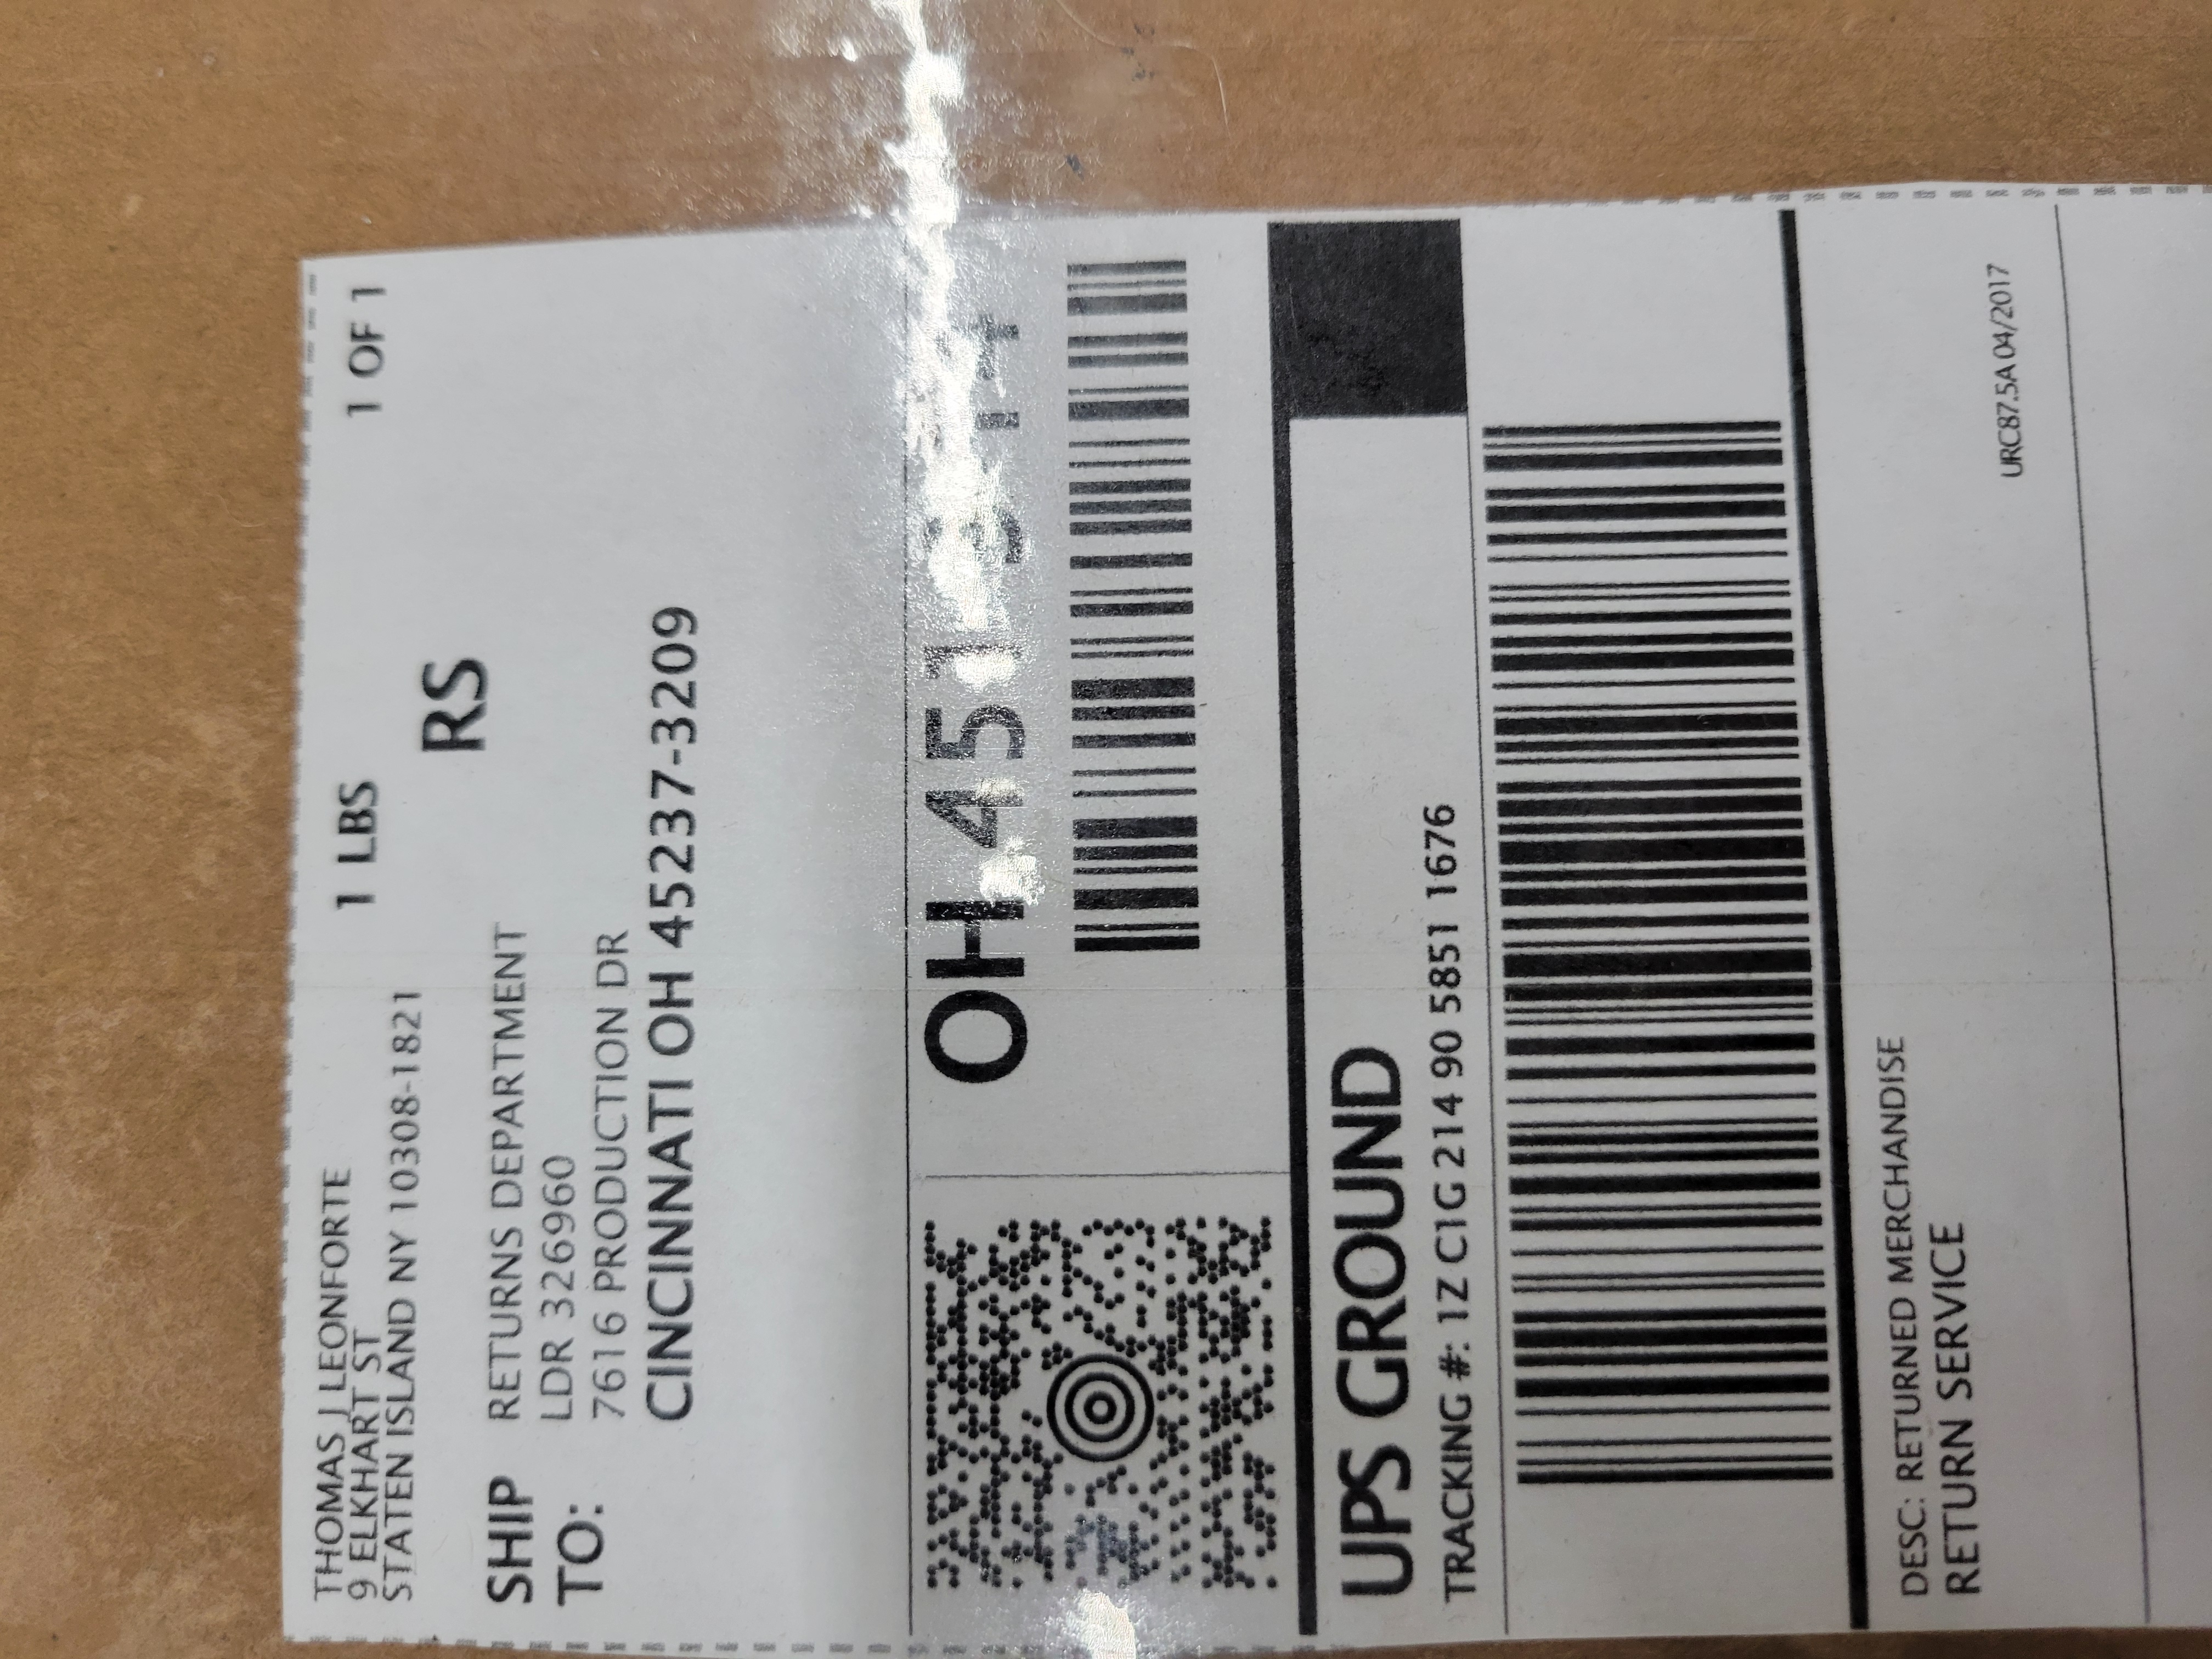 THOMAS J LEONFORTE
9 ELKHART ST
STATEN ISLAND NY 10308-1821
1 LBS
1 OF 1
RS
SHIP TO:
RETURNS DEPARTMENT
LDR 326960
7616 PRODUCTION DR
CINCINNATI OH 45237-3209
OH 451
UPS GROUND
TRACKING #: 1Z C1G 214 90 5851 1676
DESC: RETURNED MERCHANDISE
RETURN SERVICE
URC87.5A 04/2017